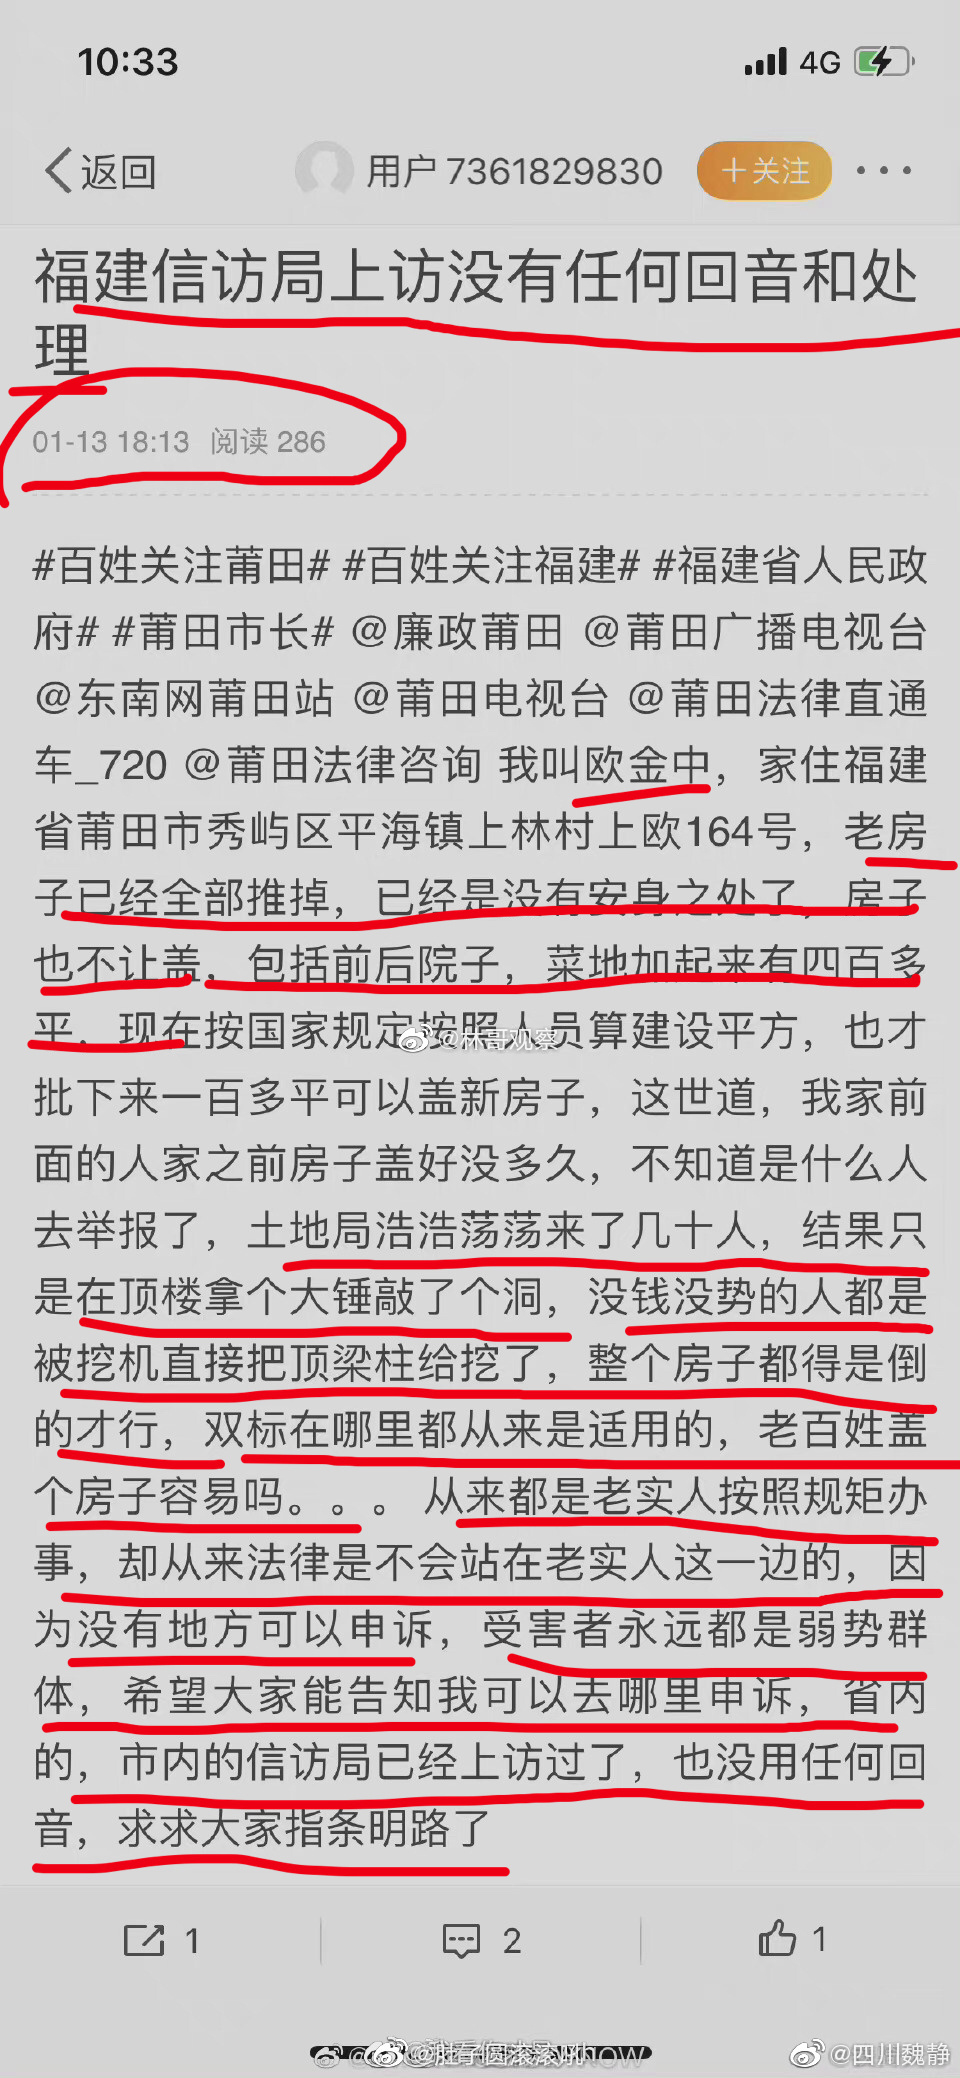 10:33
4G
返回
用户7361829830
＋关注
福建信访局上访没有任何回音和处
理
01-13 18:13 阅读 286
#百姓关注莆田# #百姓关注福建# #福建省人民政
府# #莆田市长# @廉政莆田 @莆田广播电视台
@东南网莆田站 @莆田电视台 @莆田法律直通
车_720 @莆田法律咨询 我叫欧金中，家住福建
省莆田市秀屿区平海镇上林村上欧164号，老房
子已经全部推掉，已经是没有安身之处了，房子
也不让盖，包括前后院子，菜地加起来有四百多
平，现在按国家规定按照人员算建设平方，也才
@林哥观察
批下来一百多平可以盖新房子，这世道，我家前
面的人家之前房子盖好没多久，不知道是什么人
去举报了，土地局浩浩荡荡来了几十人，结果只
是在顶楼拿个大锤敲了个洞，没钱没势的人都是
被挖机直接把顶梁柱给挖了，整个房子都得是倒
的才行，双标在哪里都从来是适用的，老百姓盖
个房子容易吗。。。 从来都是老实人按照规矩办
事，却从来法律是不会站在老实人这一边的，因
为没有地方可以申诉，受害者永远都是弱势群
体，希望大家能告知我可以去哪里申诉，省内
的，市内的信访局已经上访过了，也没用任何回
音，求求大家指条明路了
1
2
1
@四川魏静